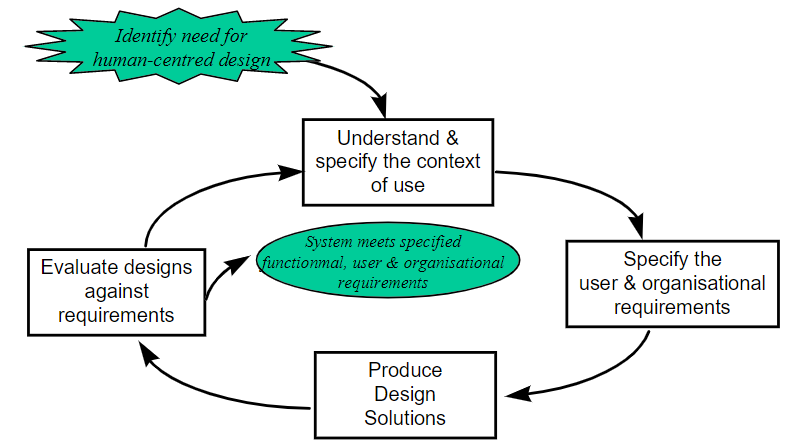 Identify need for
human-centred design
Understand &
specify the context
of use
System meets specified
functionmal, user & organisational
requirements
Evaluate designs
against
requirements
Specify the
user & organisational
requirements
Produce
Design
Solutions